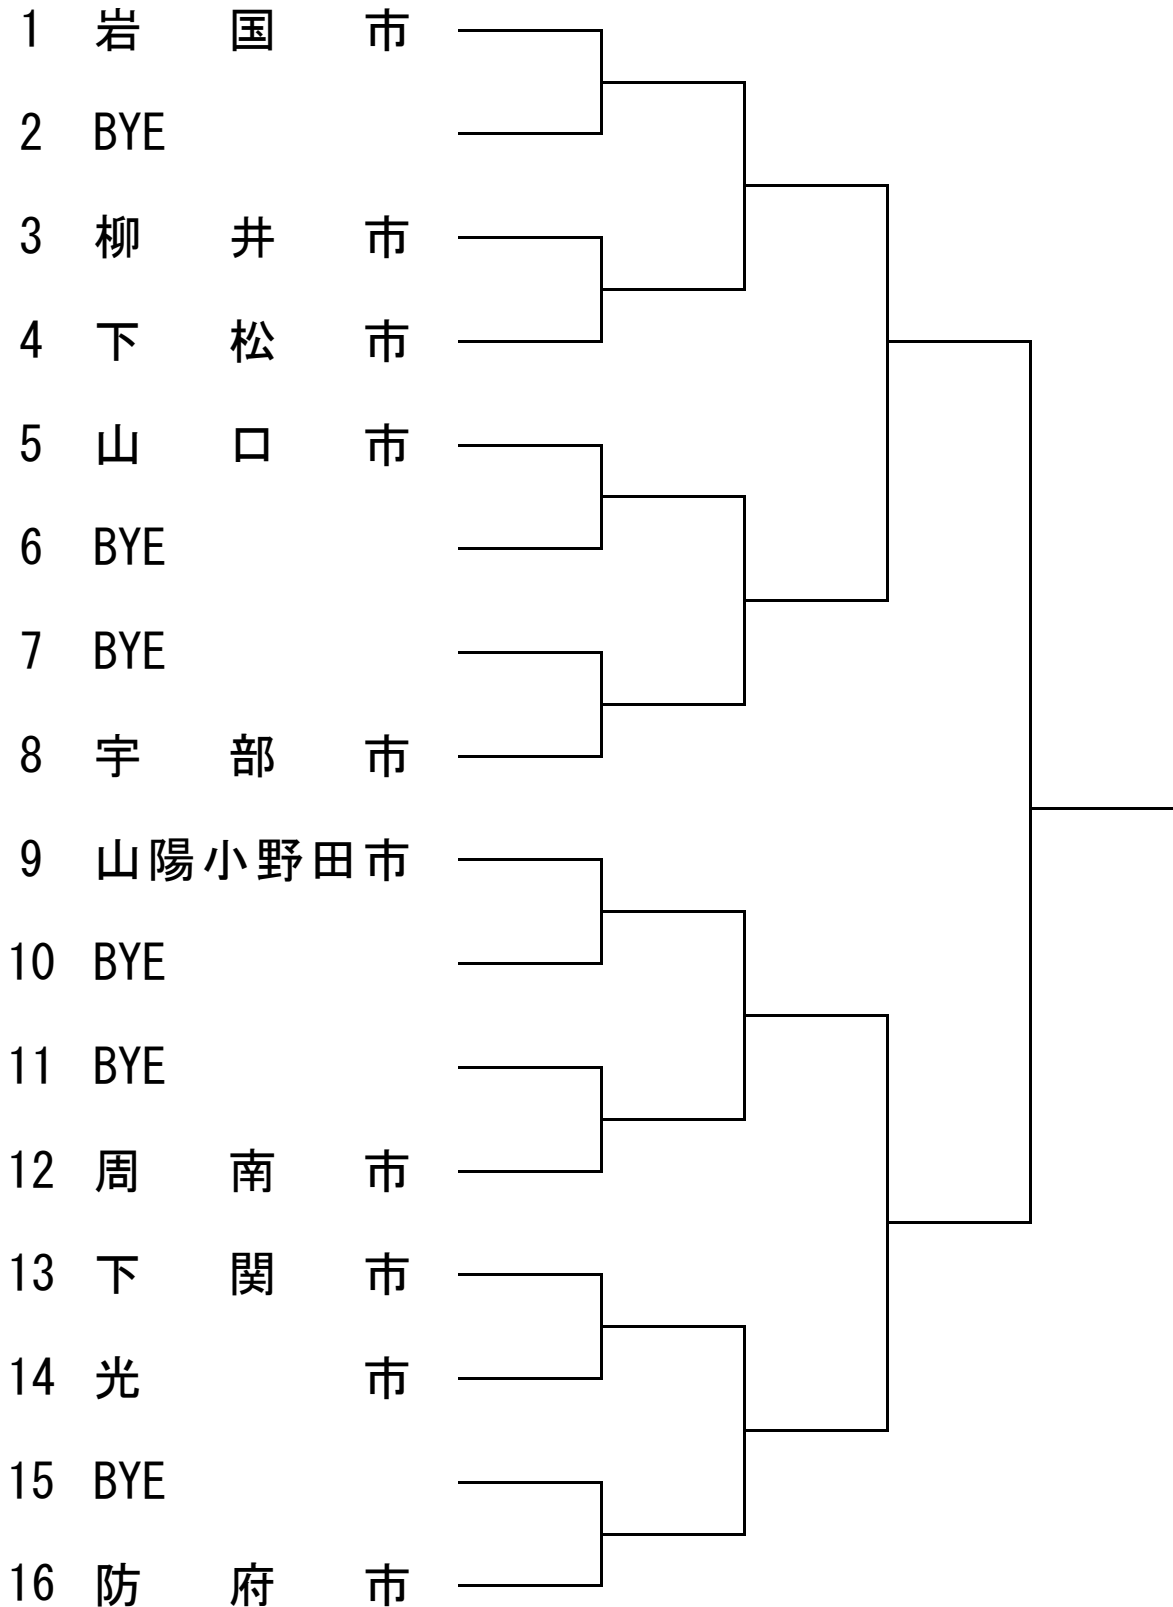 1 岩国市
2 BYE
3 柳井市
4 下松市
5 山口市
6 BYE
7 BYE
8 宇部市
9 山陽小野田市
10 BYE
11 BYE
12 周南市
13 下関市
14 光市
15 BYE
16 防府市